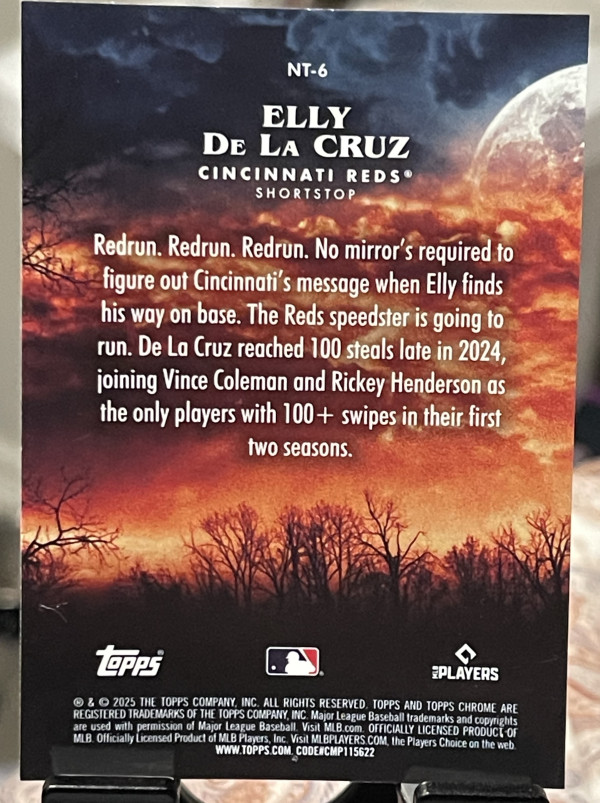 NT-6
ELLY
DE LA CRUZ
CINCINNATI REDS®
SHORTSTOP
Redrun. Redrun. Redrun. No mirror's required to
figure out Cincinnati's message when Elly finds
his way on base. The Reds speedster is going to
run. De La Cruz reached 100 steals late in 2024,
joining Vince Coleman and Rickey Henderson as
the only players with 100+ swipes in their first
two seasons.
topps®
MLB PLAYERS
® & © 2025 THE TOPPS COMPANY, INC. ALL RIGHTS RESERVED. TOPPS AND TOPPS CHROME ARE
REGISTERED TRADEMARKS OF THE TOPPS COMPANY, INC. Major League Baseball trademarks and copyrights
are used with permission of Major League Baseball. Visit MLB.com. OFFICIALLY LICENSED PRODUCT OF
MLB. Officially Licensed Product of MLB Players, Inc. Visit MLBPLAYERS.COM, the Players Choice on the web.
WWW.TOPPS.COM. CODE#CMP115622